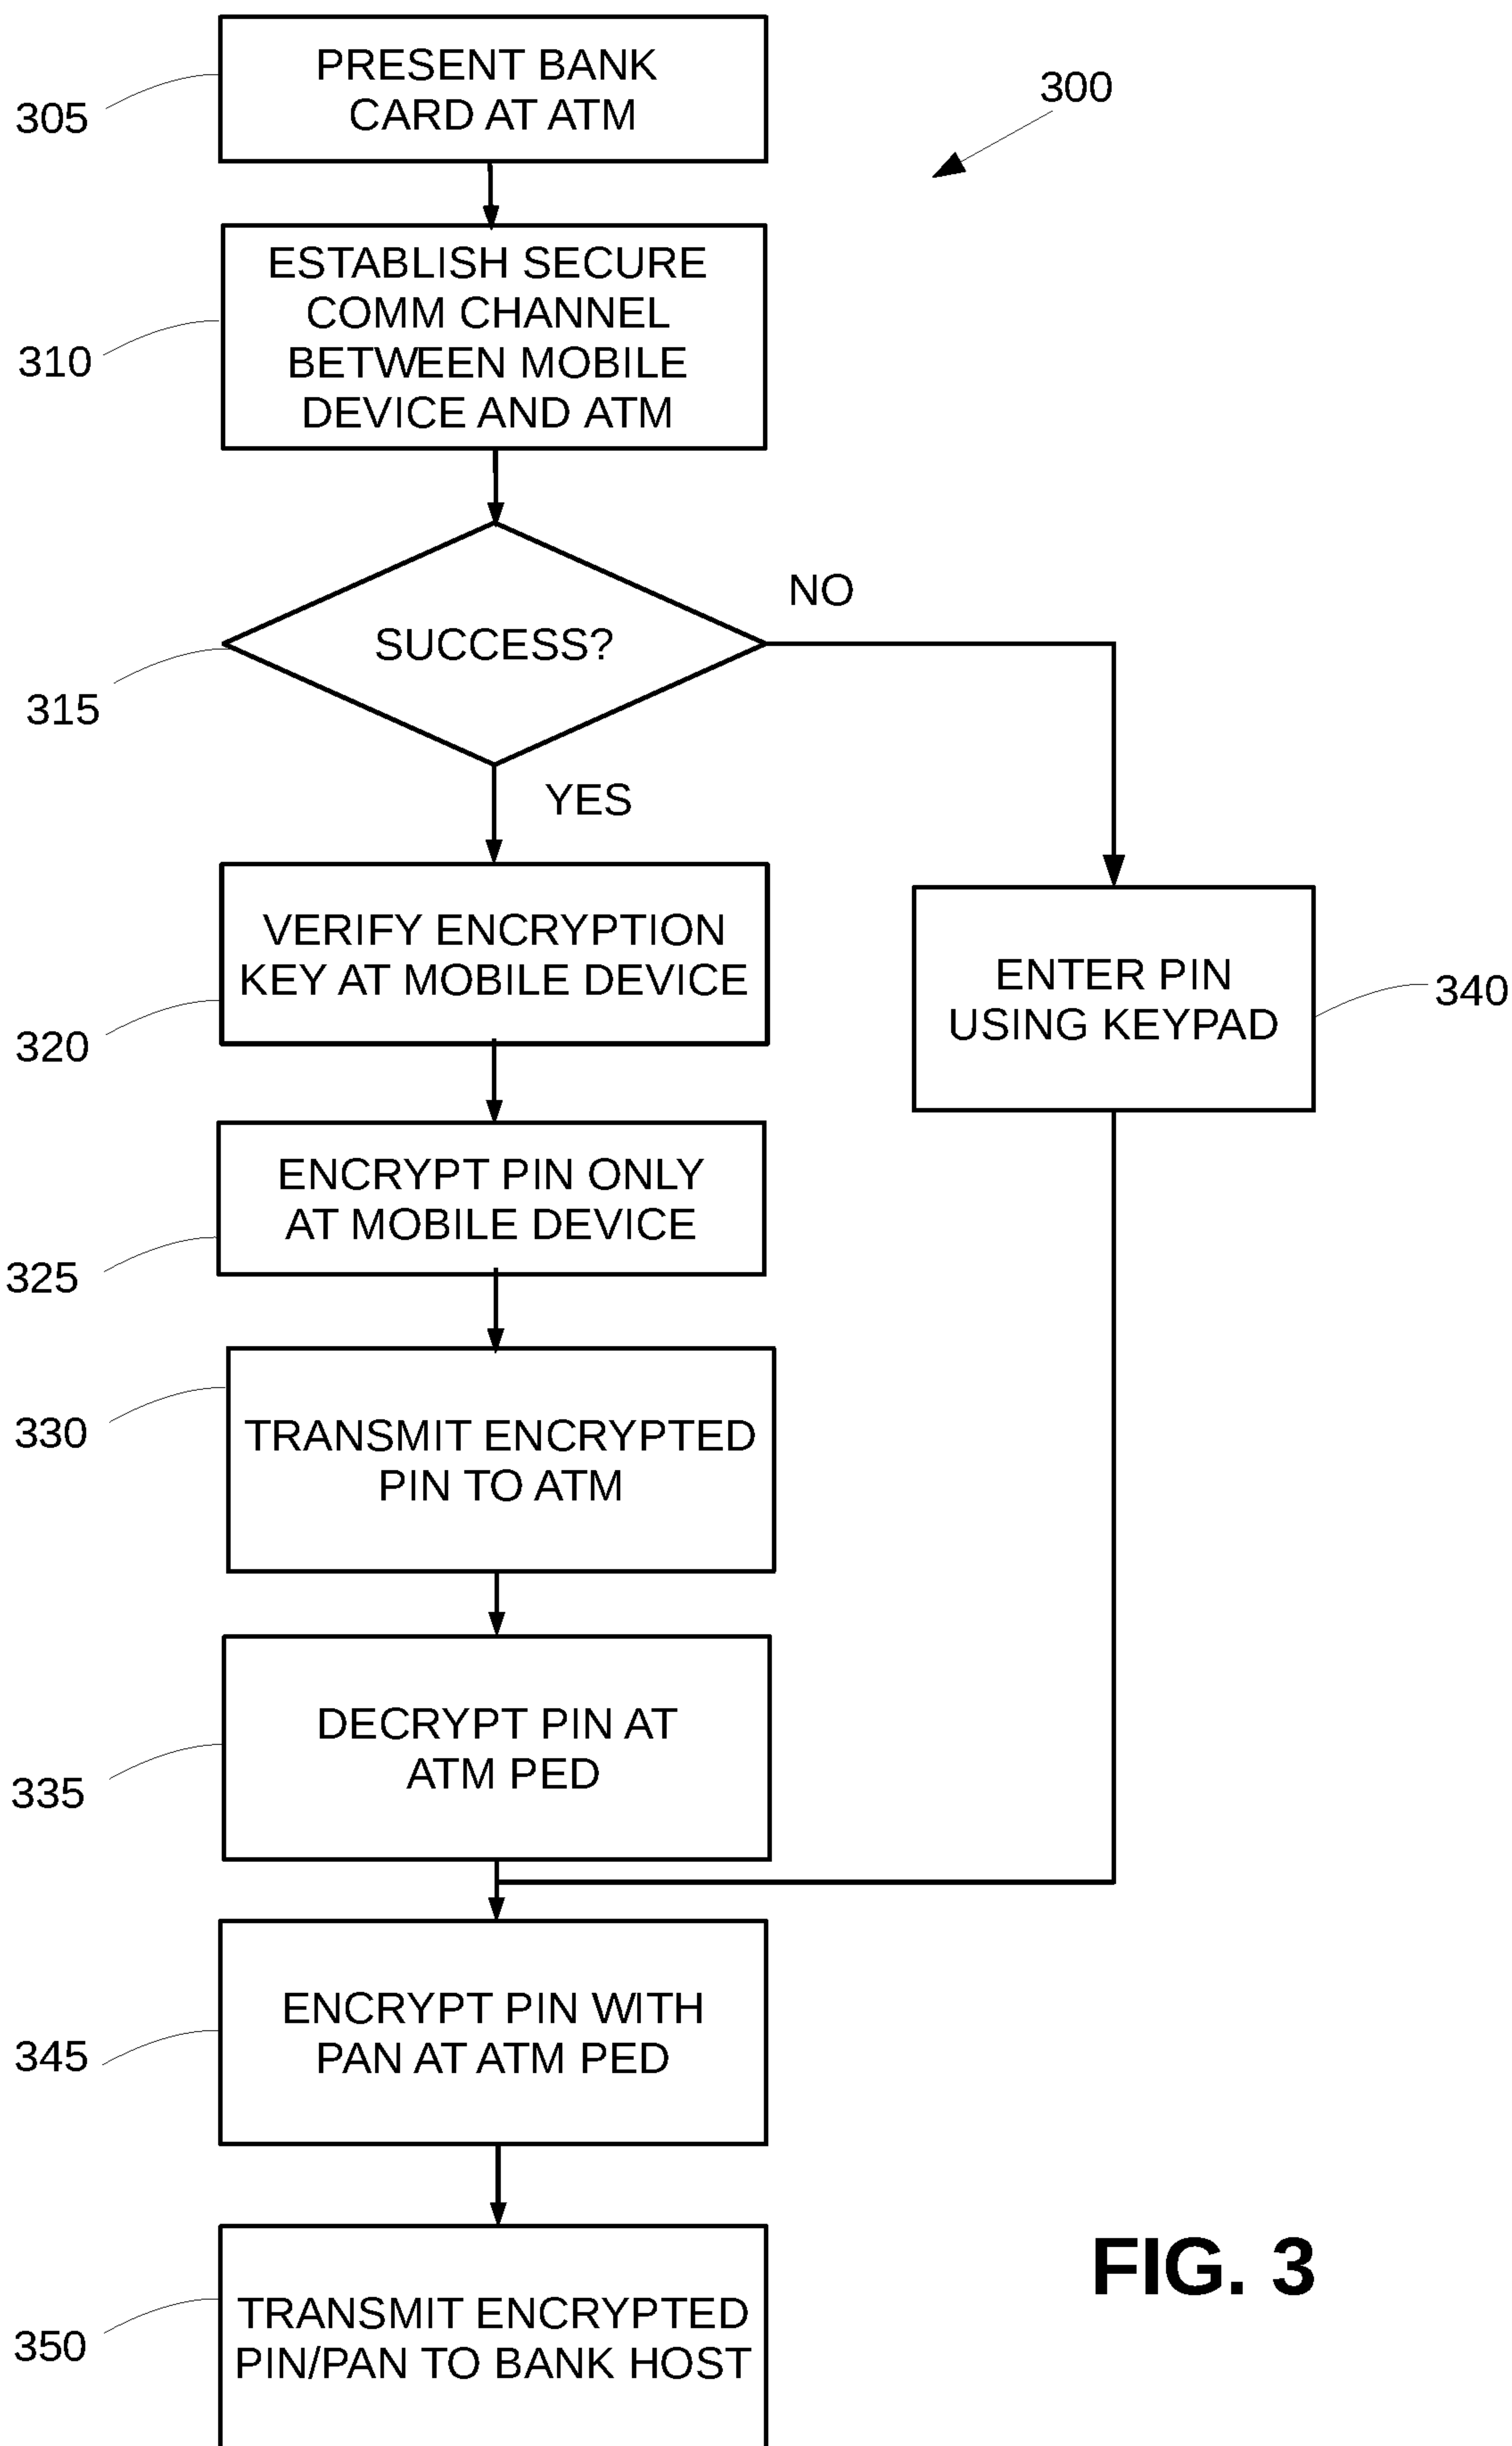 PRESENT BANK
CARD AT ATM
305
300
ESTABLISH SECURE
COMM CHANNEL
BETWEEN MOBILE
DEVICE AND ATM
310
NO
SUCCESS?
315
YES
VERIFY ENCRYPTION
KEY AT MOBILE DEVICE
320
ENTER PIN
USING KEYPAD
340
ENCRYPT PIN ONLY
AT MOBILE DEVICE
325
330
TRANSMIT ENCRYPTED
PIN TO ATM
DECRYPT PIN AT
ATM PED
335
ENCRYPT PIN WITH
PAN AT ATM PED
345
FIG. 3
TRANSMIT ENCRYPTED
PIN/PAN TO BANK HOST
350